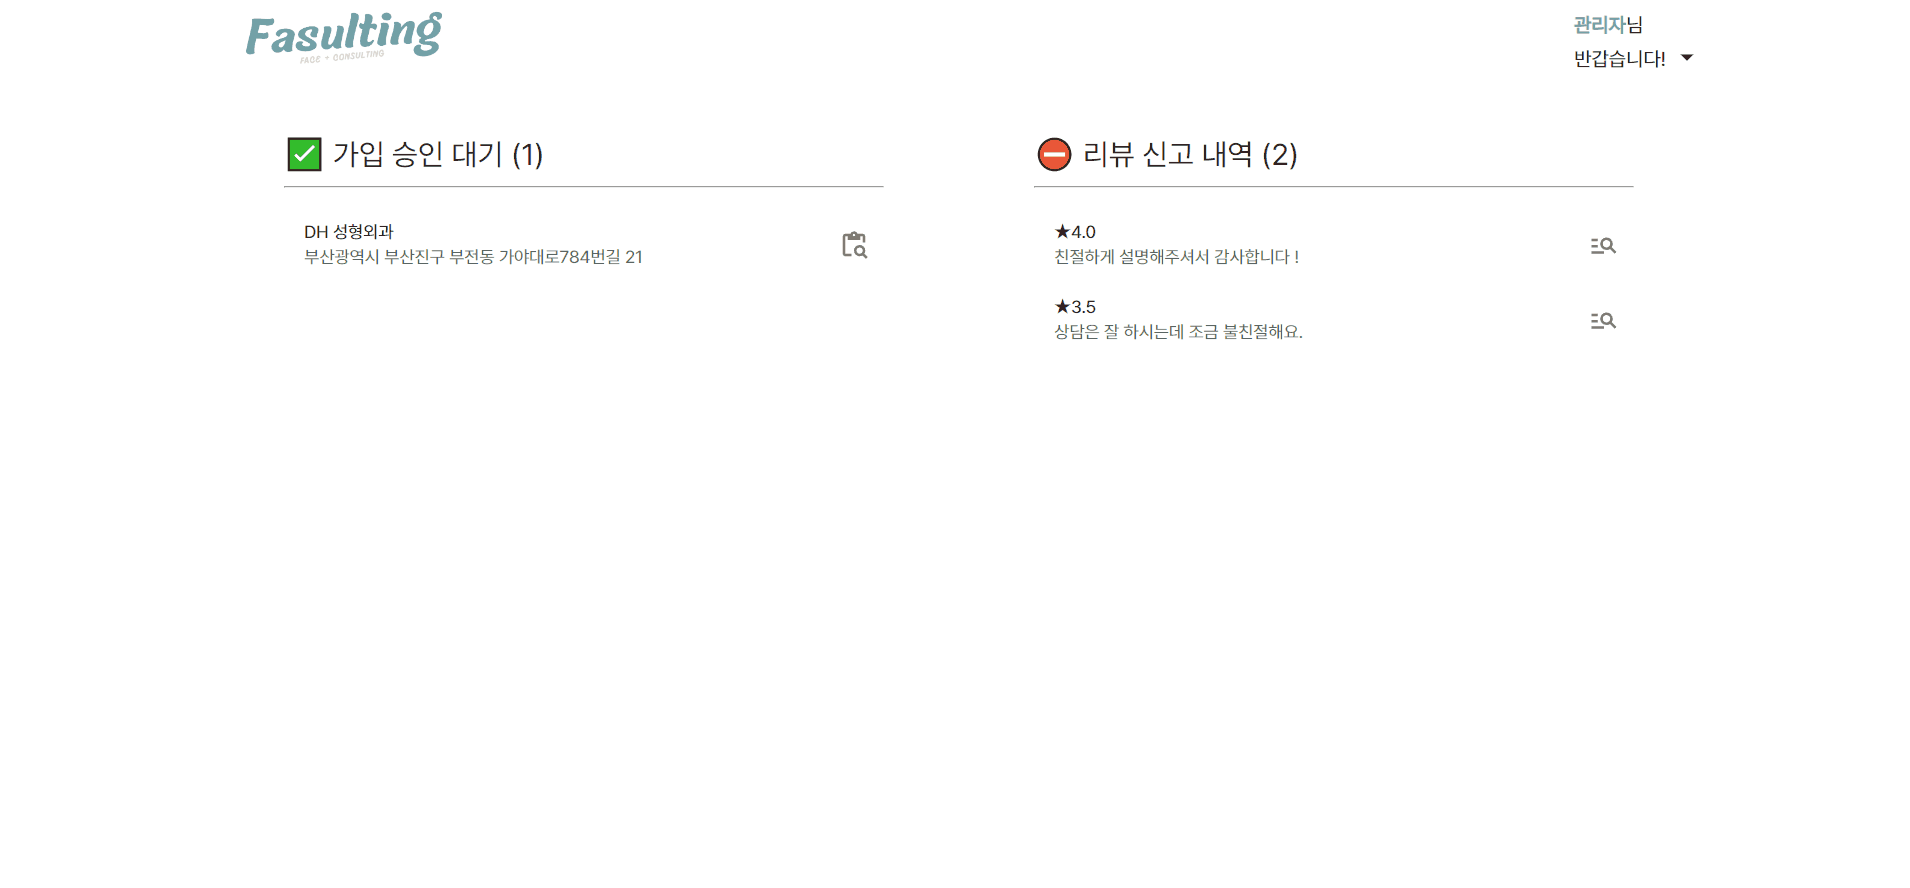 Fasulting
FACE + CONSULTING
관리자님
반갑습니다!
가입 승인 대기 (1)
DH 성형외과
부산광역시 부산진구 부전동 가야대로784번길 21
리뷰 신고 내역 (2)
★4.0
친절하게 설명해주셔서 감사합니다 !
★3.5
상담은 잘 하시는데 조금 불친절해요.